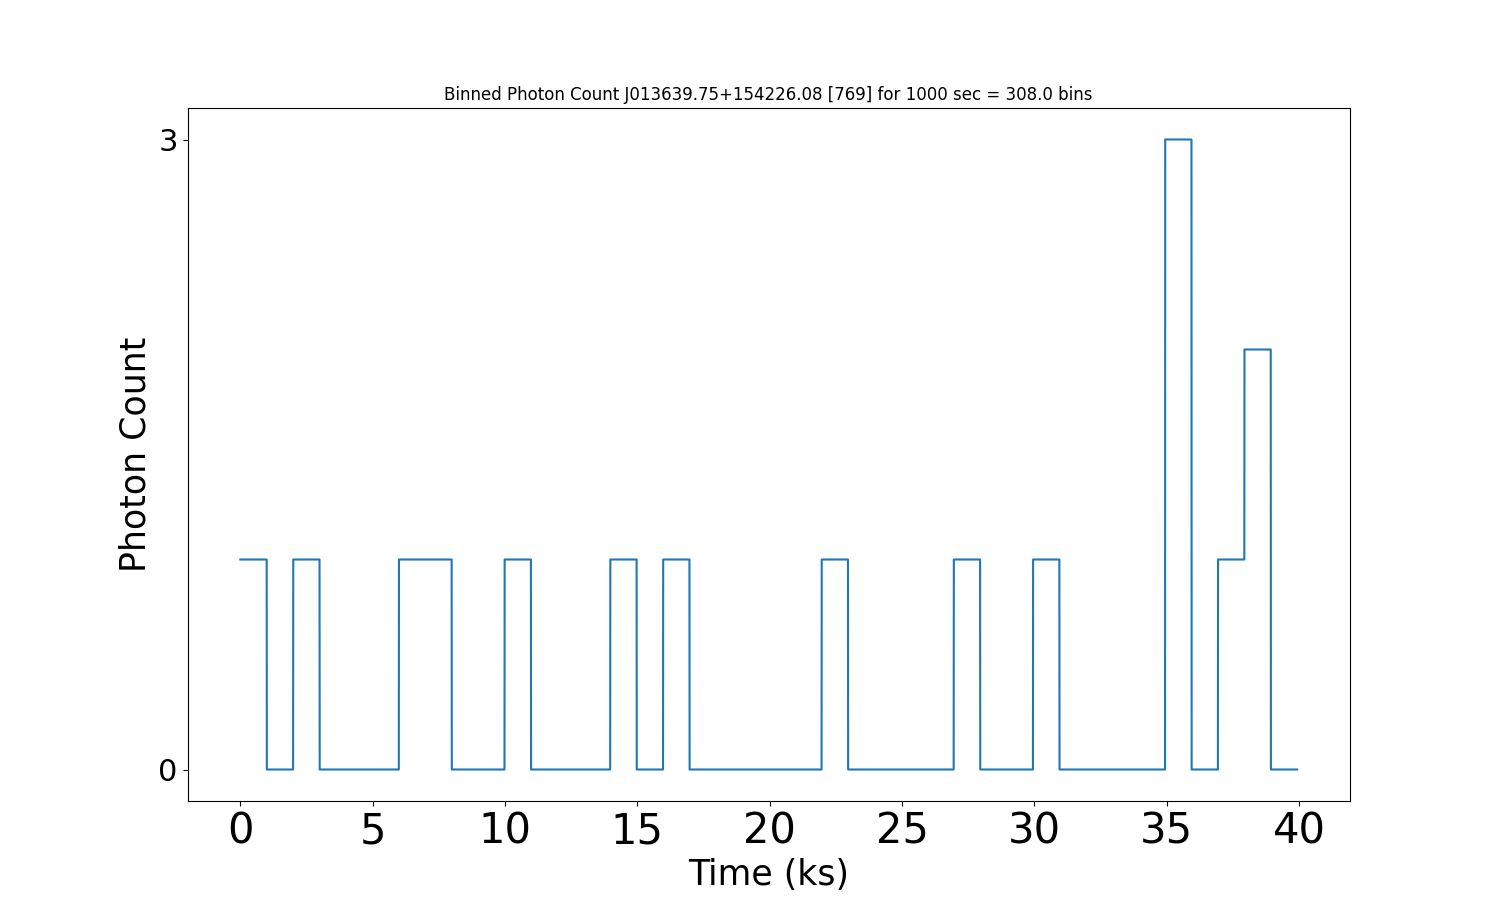 Binned Photon Count J013639.75+154226.08 [769] for 1000 sec = 308.0 bins
3
Photon Count
0
0 5 10 15 20 25 30 35 40
Time (ks)